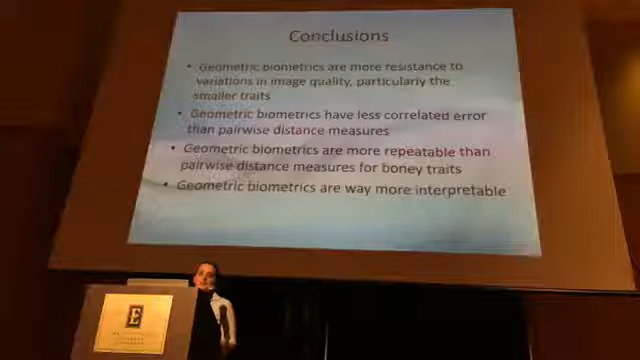 Conclusions
• Geometric biometrics are more resistance to
variations in image quality, particularly the
smaller traits
• Geometric biometrics have less correlated error
than pairwise distance measures
• Geometric biometrics are more repeatable than
pairwise distance measures for boney traits
• Geometric biometrics are way more interpretable
E